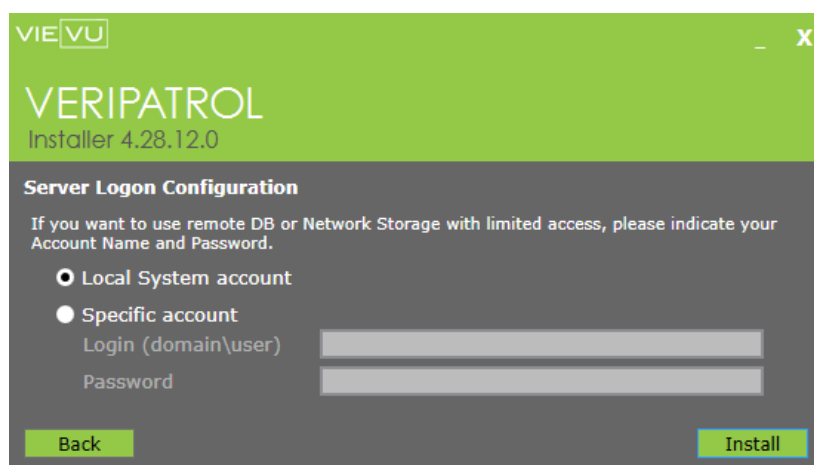 VIEVU
_ X
VERIPATROL
Installer 4.28.12.0
Server Logon Configuration
If you want to use remote DB or Network Storage with limited access, please indicate your
Account Name and Password.
Local System account
Specific account
Login (domain\user)
Password
Back Install